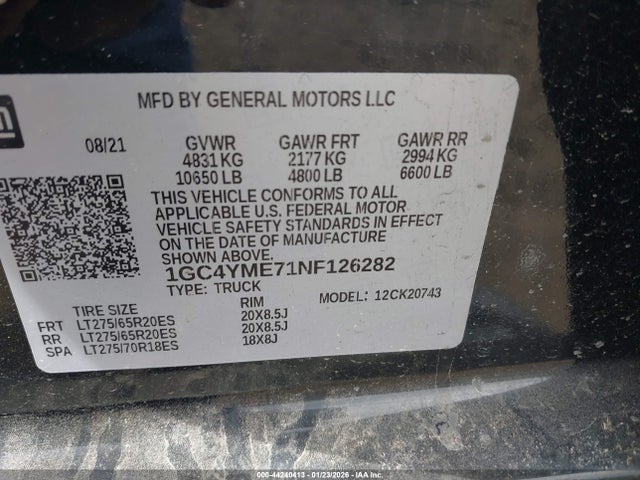 MFD BY GENERAL MOTORS LLC
08/21 GVWR GAWR FRT GAWR RR
4831 KG 2177 KG 2994 KG
10650 LB 4800 LB 6600 LB
THIS VEHICLE CONFORMS TO ALL
APPLICABLE U.S. FEDERAL MOTOR
VEHICLE SAFETY STANDARDS IN EFFECT
ON THE DATE OF MANUFACTURE
SHOWN ABOVE.
1GC4YME71NF126282
TYPE: TRUCK MODEL: 12CK20743
TIRE SIZE RIM
FRT LT275/65R20ES 20X8.5J
RR LT275/65R20ES 20X8.5J
SPA LT275/70R18ES 18X8J
000-44240413 - 01/23/2026 - IAAI.COM